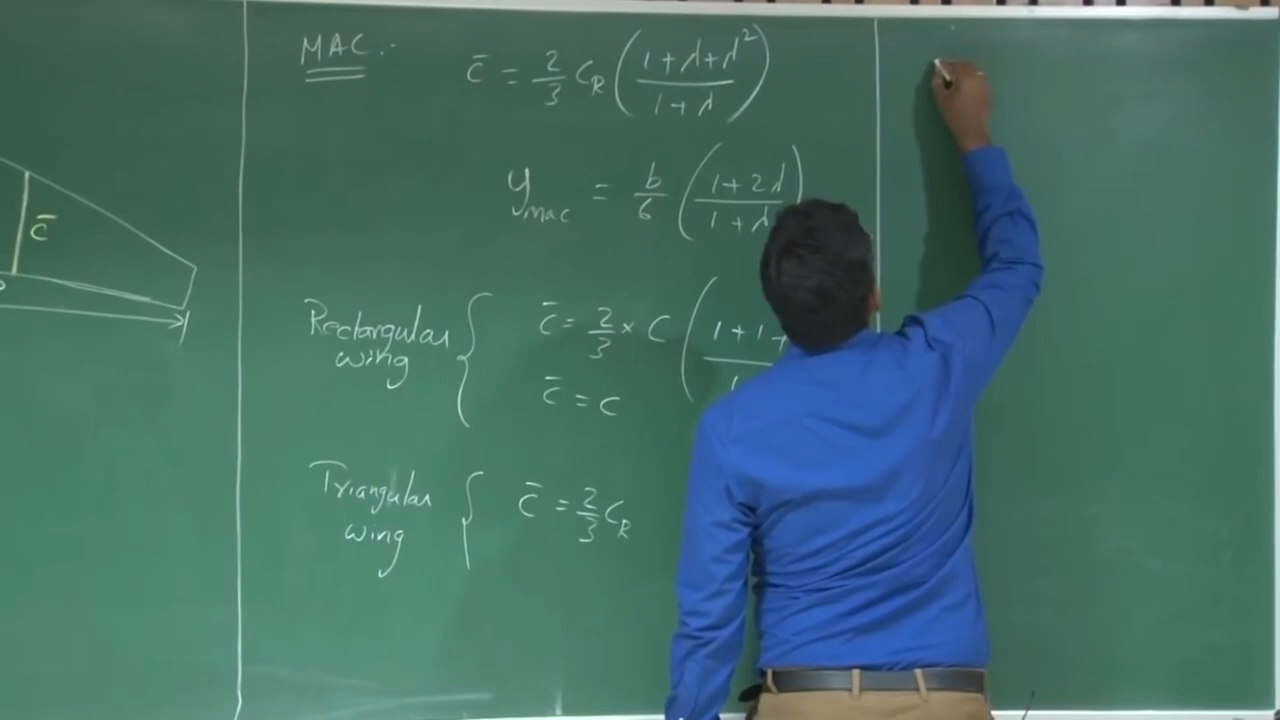 MAC :-
c̄ = 2/3 C_R ( (1 + λ + λ²) / (1 + λ) )
y_mac = b/6 ( (1 + 2λ) / (1 + λ) )
c̄
Rectangular wing { c̄ = 2/3 × C ( 1 + 1 +
c̄ = C
Triangular wing { c̄ = 2/3 C_R